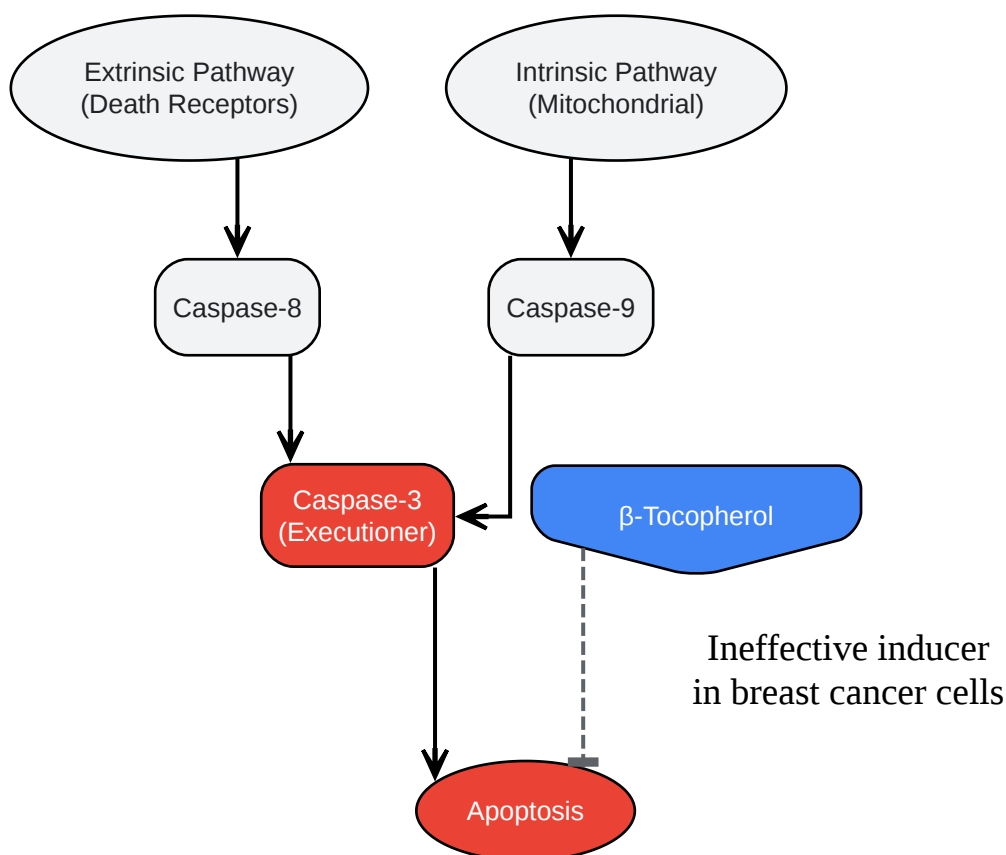 Extrinsic Pathway
(Death Receptors)
Intrinsic Pathway
(Mitochondrial)
Caspase-8
Caspase-9
Caspase-3
(Executioner)
β-Tocopherol
Ineffective inducer
in breast cancer cells
Apoptosis